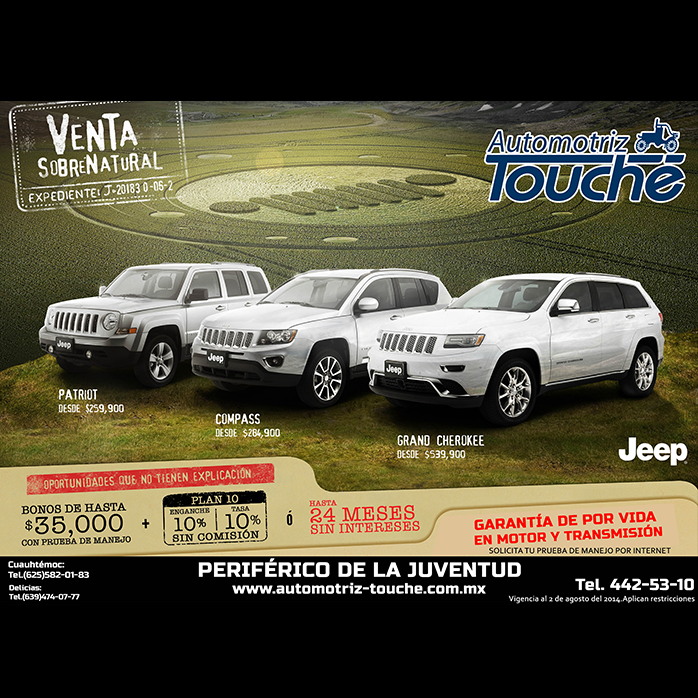 VENTA
SOBRENATURAL
EXPEDIENTE: J-20183 0-06-2
Automotriz
Touché
Jeep
Jeep
Jeep
PATRIOT
DESDE $259,900
COMPASS
DESDE $284,900
GRAND CHEROKEE
DESDE $539,900
Jeep
OPORTUNIDADES QUE NO TIENEN EXPLICACIÓN
BONOS DE HASTA
$35,000
CON PRUEBA DE MANEJO
+
PLAN 10
ENGANCHE TASA
10% 10%
SIN COMISIÓN
Ó
HASTA
24 MESES
SIN INTERESES
GARANTÍA DE POR VIDA
EN MOTOR Y TRANSMISIÓN
SOLICITA TU PRUEBA DE MANEJO POR INTERNET
Cuauhtémoc:
Tel.(625)582-01-83
Delicias:
Tel.(639)474-07-77
PERIFÉRICO DE LA JUVENTUD
www.automotriz-touche.com.mx
Tel. 442-53-10
Vigencia al 2 de agosto del 2014.Aplican restricciones